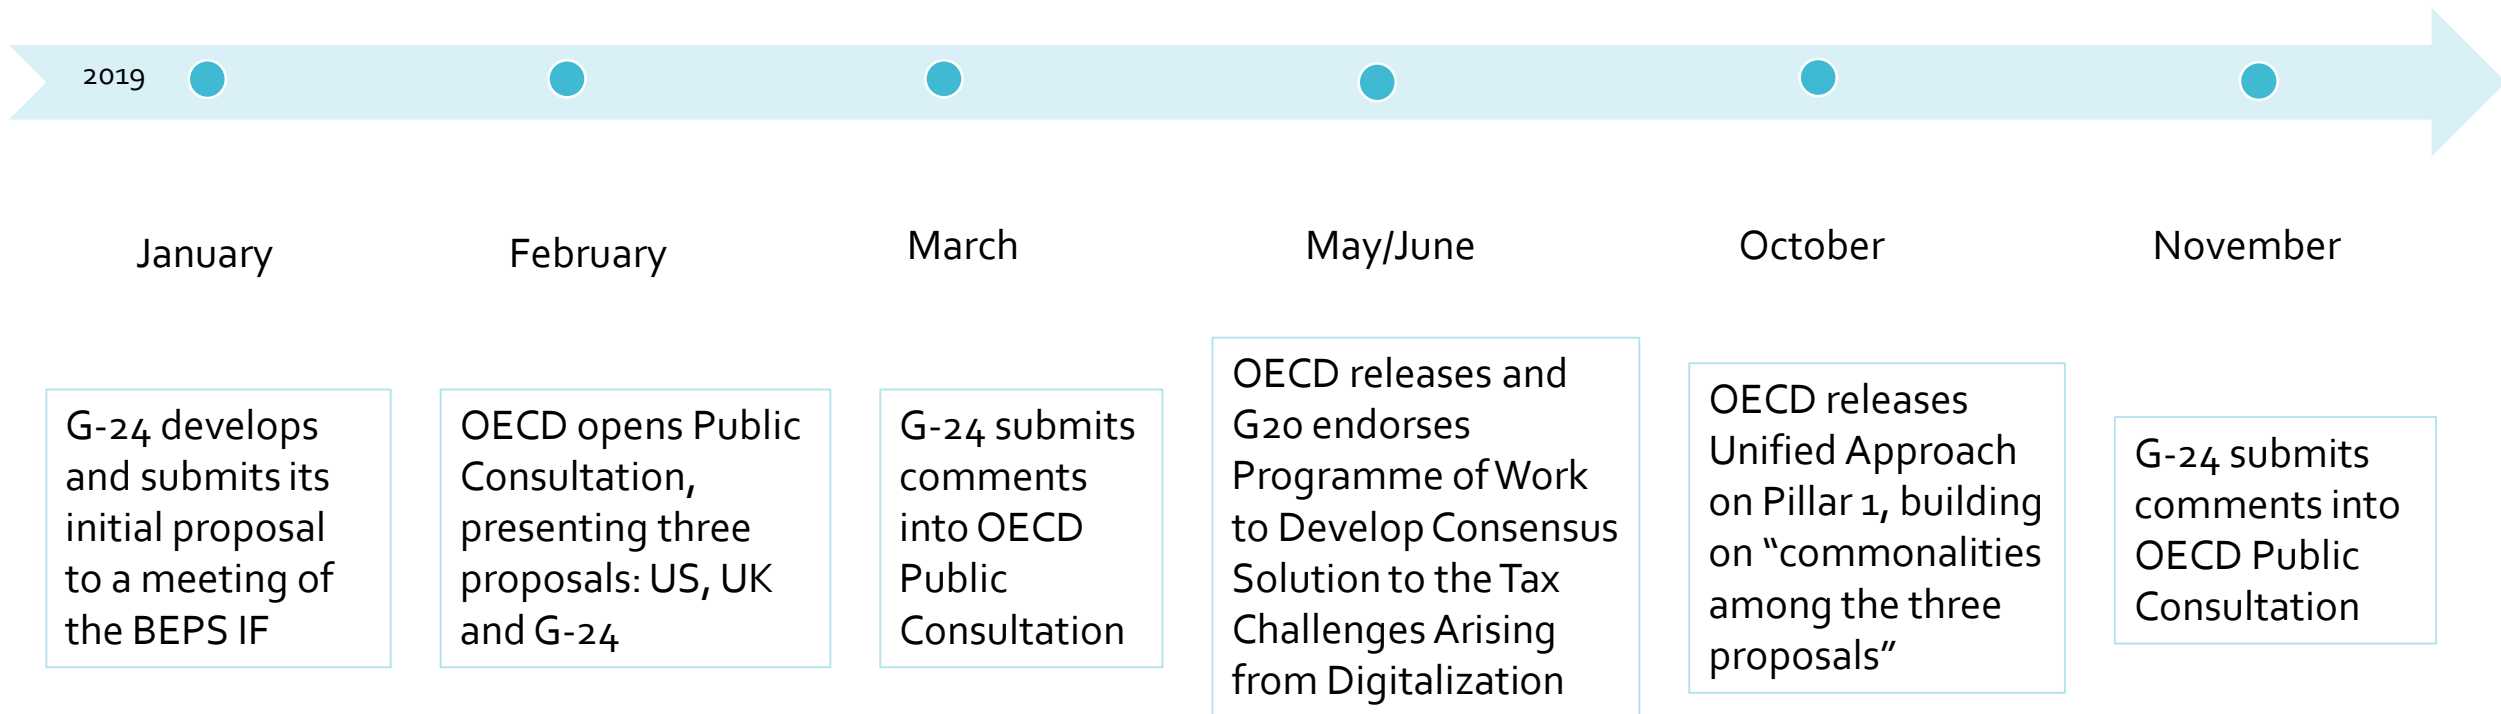 2019
January
February
March
May/June
October
November
G-24 develops
and submits its
initial proposal
to a meeting of
the BEPS IF
OECD opens Public
Consultation,
presenting three
proposals: US, UK
and G-24
G-24 submits
comments
into OECD
Public
Consultation
OECD releases and
G20 endorses
Programme of Work
to Develop Consensus
Solution to the Tax
Challenges Arising
from Digitalization
OECD releases
Unified Approach
on Pillar 1, building
on “commonalities
among the three
proposals”
G-24 submits
comments into
OECD Public
Consultation